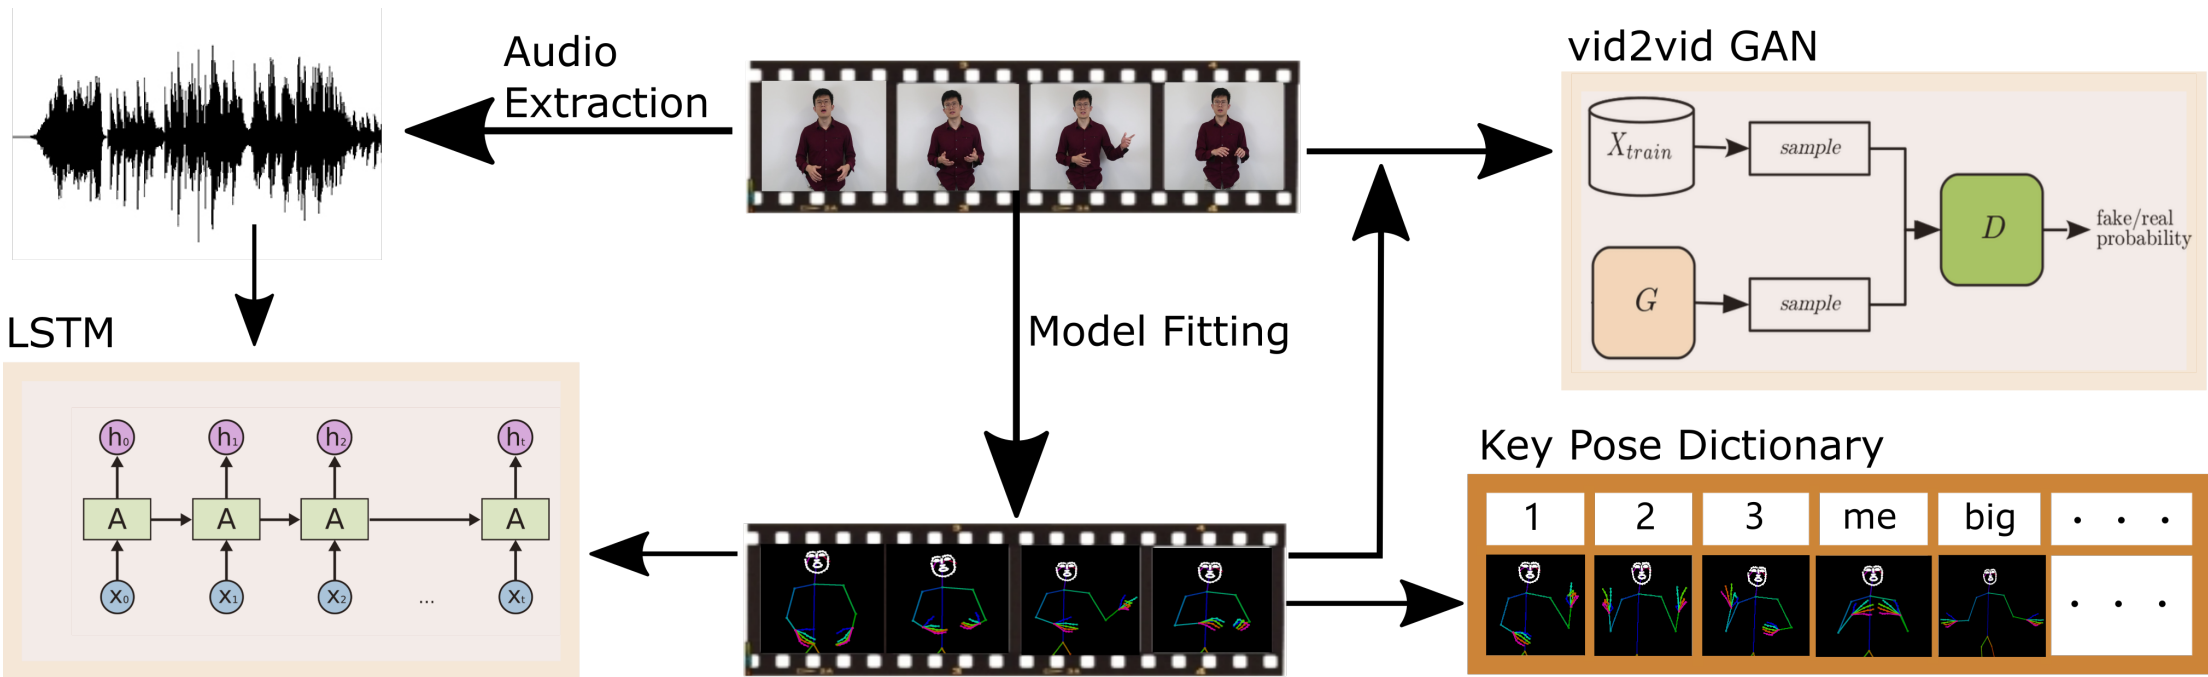 Audio
Extraction
vid2vid GAN
X_train
sample
G
sample
D
fake/real
probability
LSTM
h₀ h₁ h₂ hₜ
A A A A
x₀ x₁ x₂ ... xₜ
Model Fitting
Key Pose Dictionary
1 2 3 me big . . .
. . .